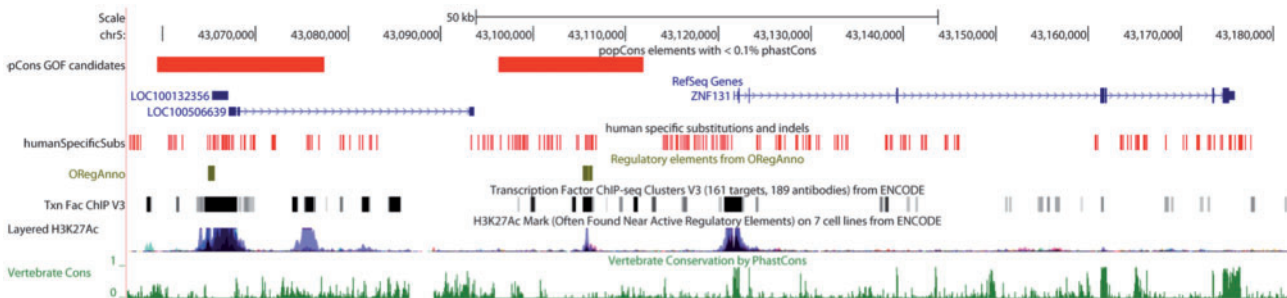 Scale 50 kb
chr5: 43,070,000 43,080,000 43,090,000 43,100,000 43,110,000 43,120,000 43,130,000 43,140,000 43,150,000 43,160,000 43,170,000 43,180,000
popCons elements with < 0.1% phastCons
pCons GOF candidates
RefSeq Genes
LOC100132356 ZNF131
LOC100506639
human specific substitutions and indels
humanSpecificSubs
Regulatory elements from ORegAnno
ORegAnno
Transcription Factor ChIP-seq Clusters V3 (161 targets, 189 antibodies) from ENCODE
Txn Fac ChIP V3
H3K27Ac Mark (Often Found Near Active Regulatory Elements) on 7 cell lines from ENCODE
Layered H3K27Ac
Vertebrate Conservation by PhastCons
1
Vertebrate Cons
0